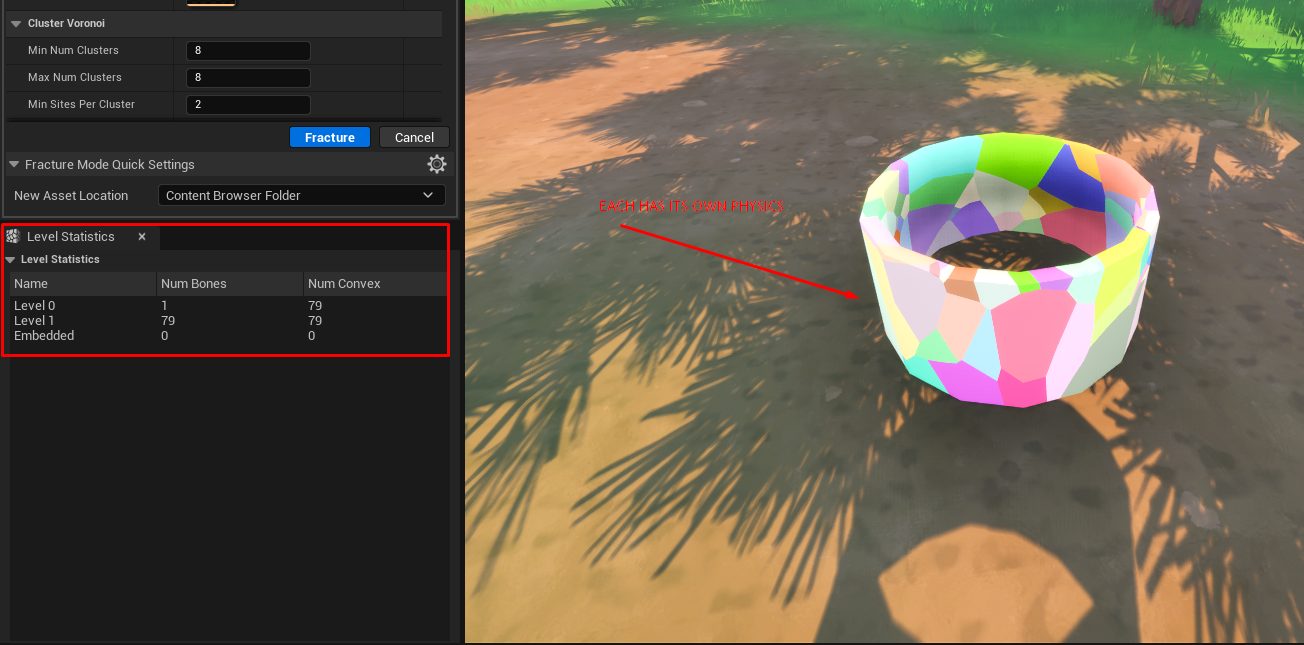 Cluster Voronoi
Min Num Clusters 8
Max Num Clusters 8
Min Sites Per Cluster 2
Fracture Cancel
Fracture Mode Quick Settings
New Asset Location Content Browser Folder
EACH HAS ITS OWN PHYSICS
Level Statistics
Level Statistics
Name Num Bones Num Convex
Level 0 1 79
Level 1 79 79
Embedded 0 0